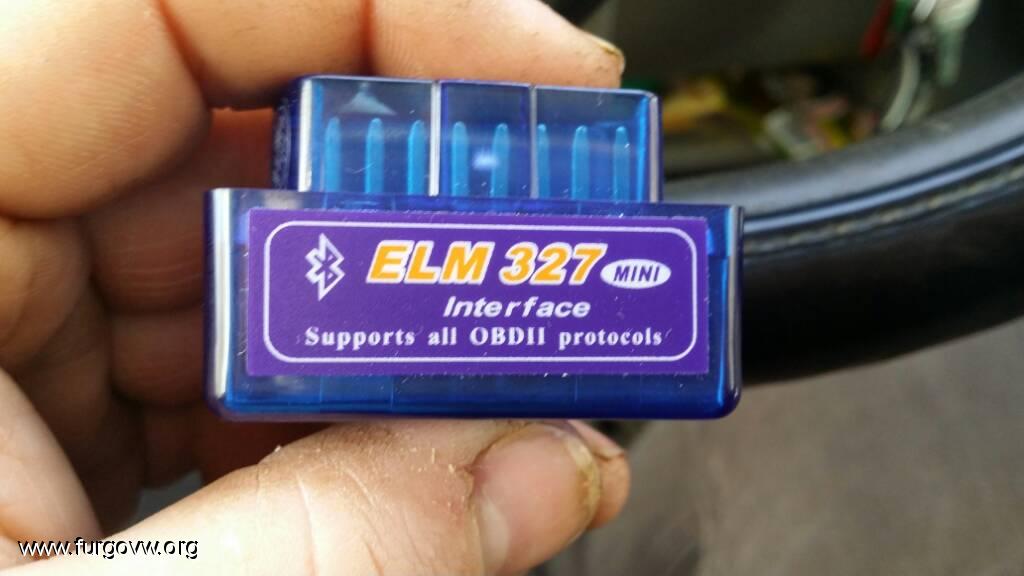 ELM 327 MINI
Interface
Supports all OBDII protocols
www.furgovw.org